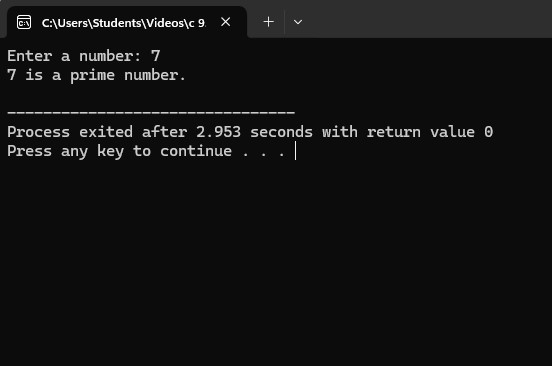 C:\Users\Students\Videos\c 9.
Enter a number: 7
7 is a prime number.
--------------------------------
Process exited after 2.953 seconds with return value 0
Press any key to continue . . .